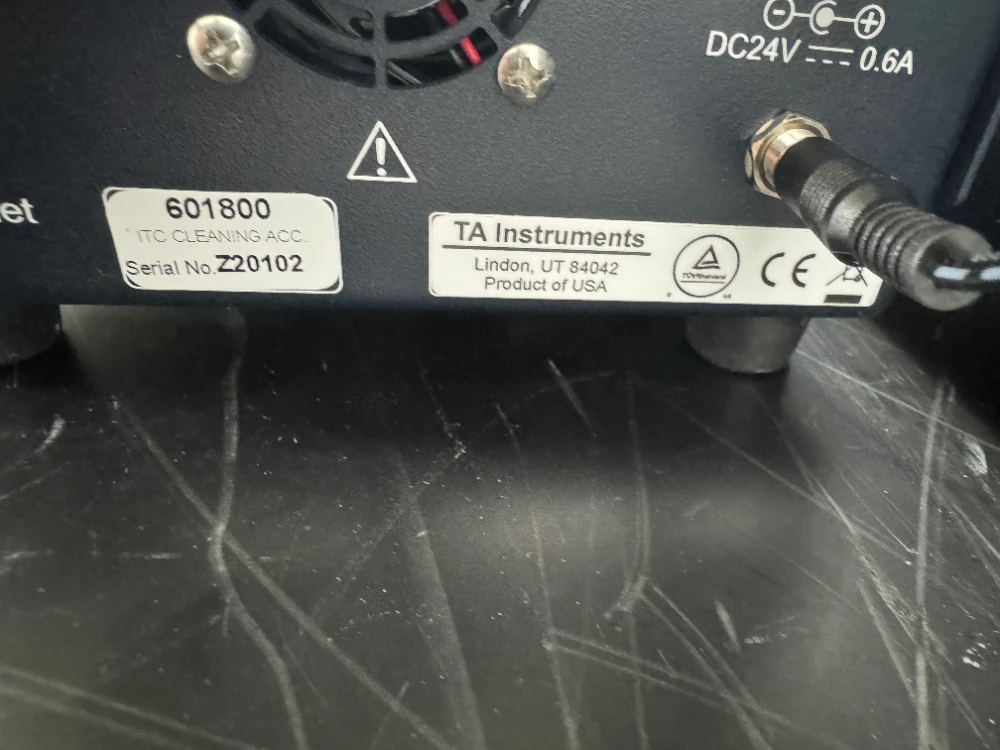 DC24V 0.6A
601800
ITC CLEANING ACC.
Serial No.Z20102
TA Instruments
Lindon, UT 84042
Product of USA
TÜVRheinland
CE